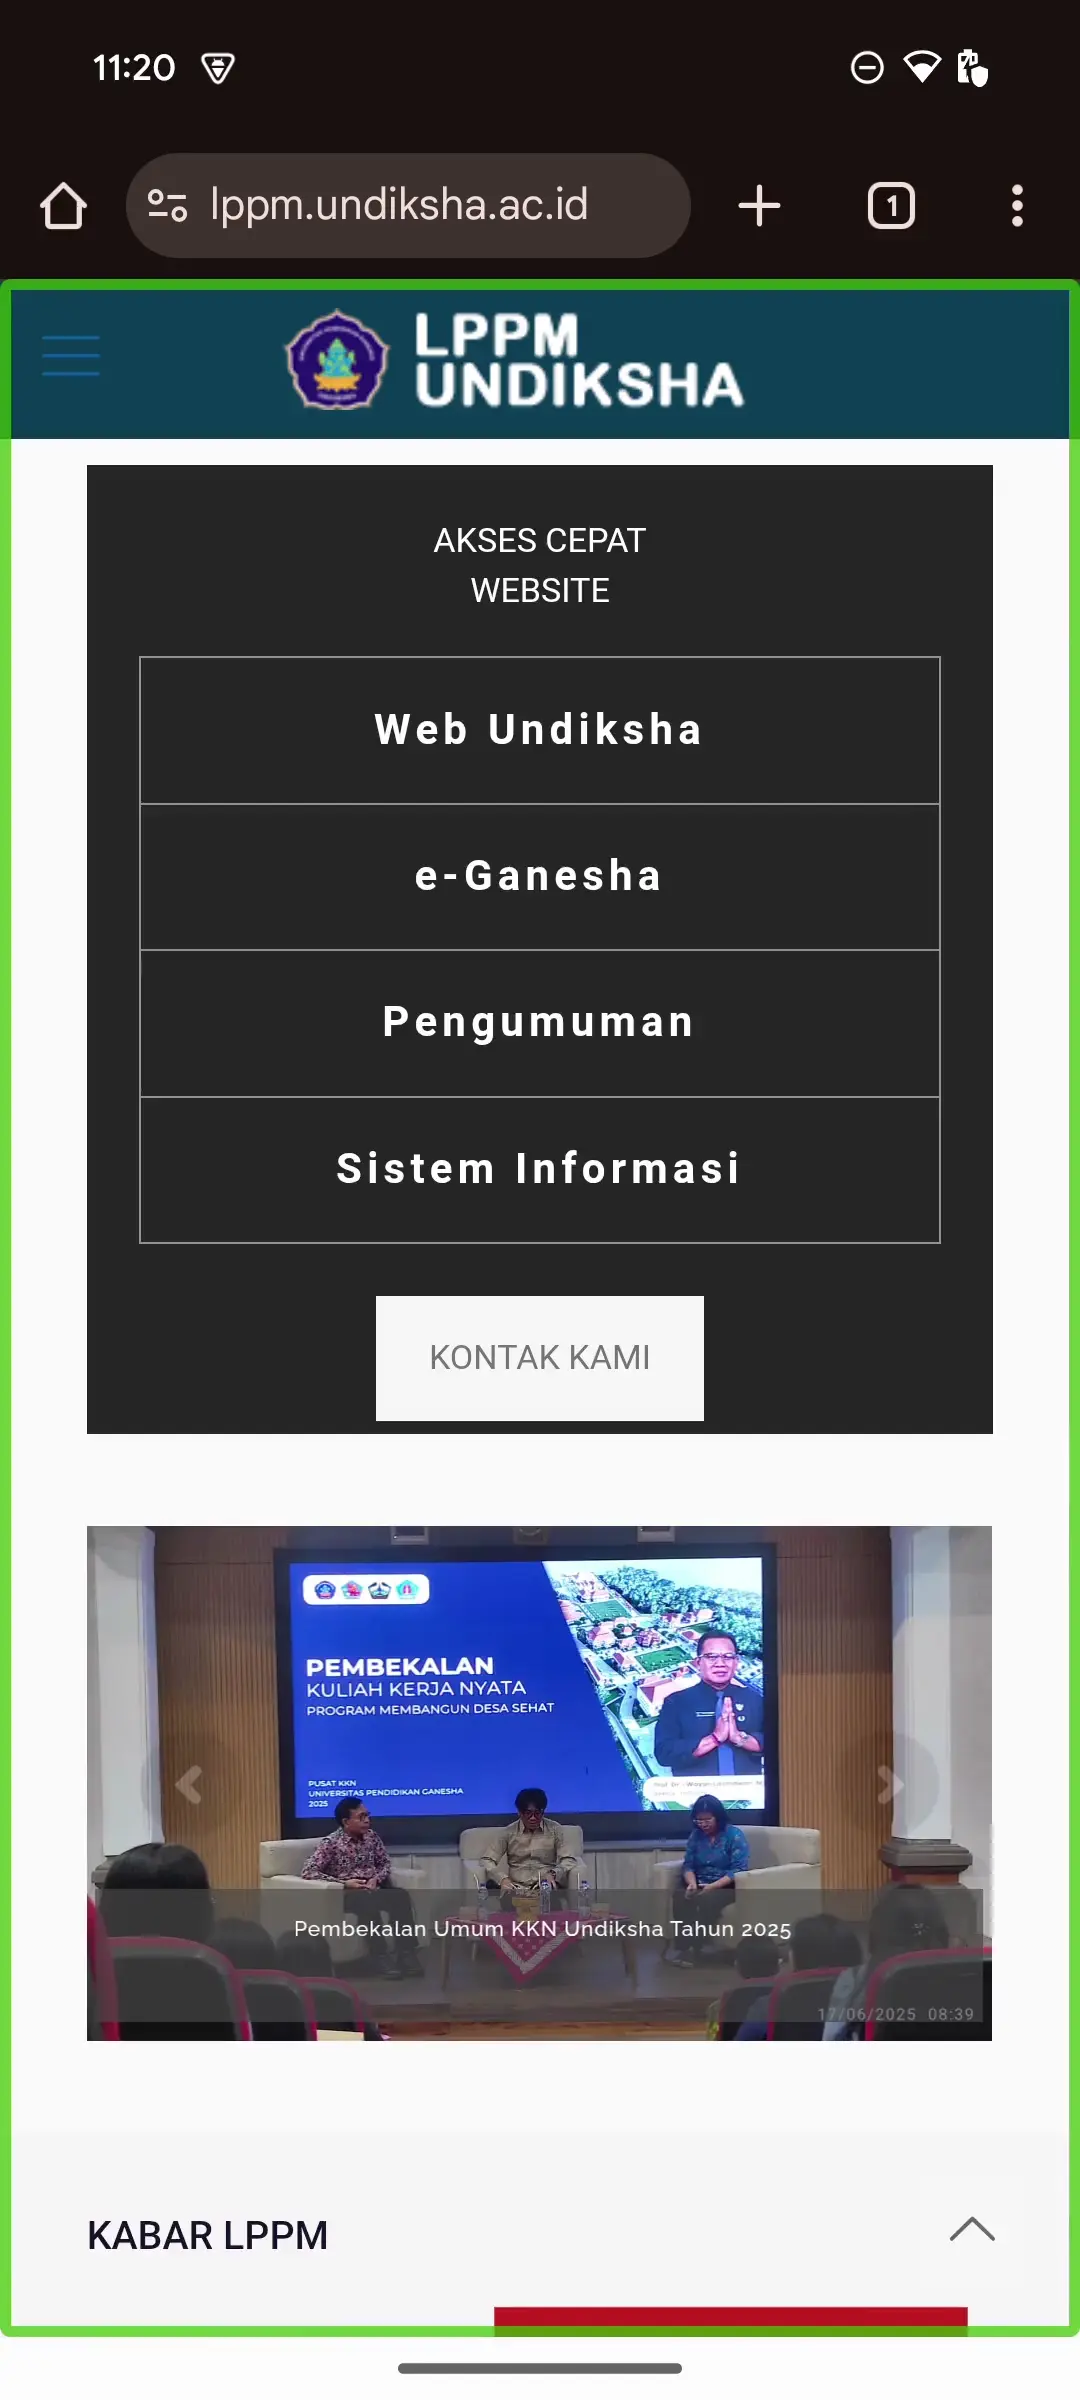 11:20
lppm.undiksha.ac.id
1
LPPM
UNDIKSHA
AKSES CEPAT
WEBSITE
Web Undiksha
e-Ganesha
Pengumuman
Sistem Informasi
KONTAK KAMI
PEMBEKALAN
KULIAH KERJA NYATA
PROGRAM MEMBANGUN DESA SEHAT
PUSAT KKN
UNIVERSITAS PENDIDIKAN GANESHA
2025
Pembekalan Umum KKN Undiksha Tahun 2025
17/06/2025 08:39
KABAR LPPM